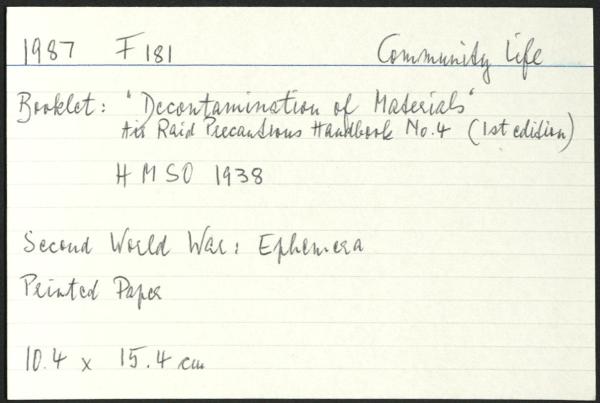 1987 F 181 Community Life
Booklet: "Decontamination of Materials"
Air Raid Precautions Handbook No. 4 (1st edition)
HMSO 1938
Second World War: Ephemera
Printed Paper
10.4 x 15.4 cm